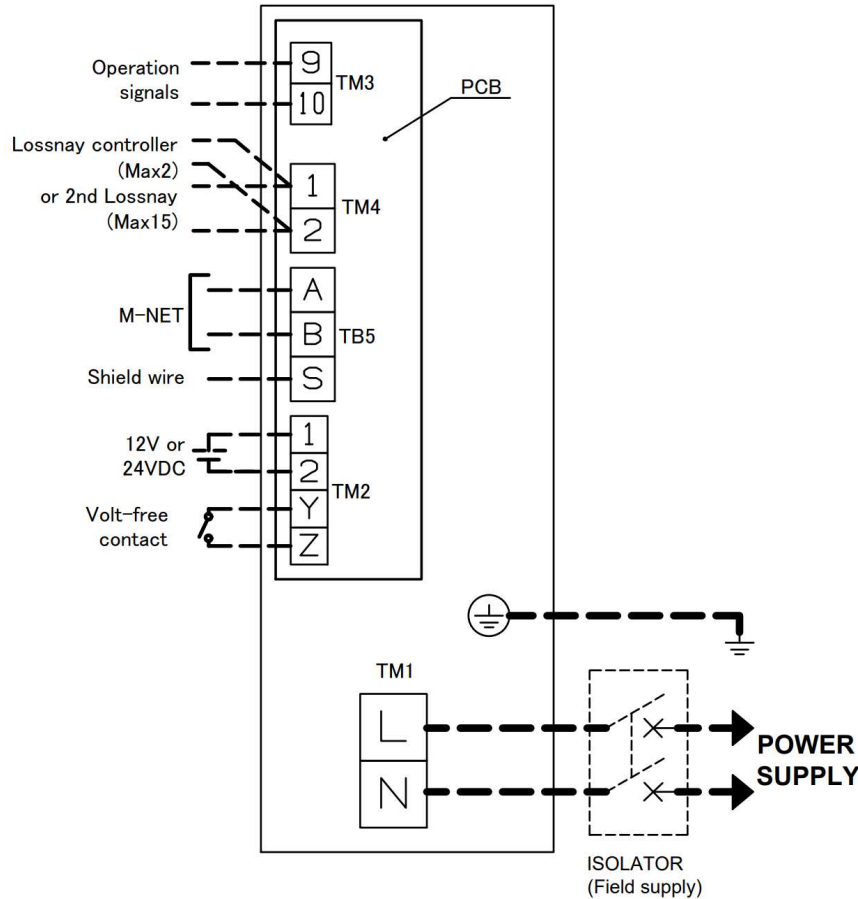 Operation
signals
9
10
TM3
PCB
Lossnay controller
(Max2)
or 2nd Lossnay
(Max15)
1
2
TM4
M-NET
A
B
TB5
Shield wire
S
12V or
24VDC
1
2
TM2
Volt-free
contact
Y
Z
TM1
L
N
POWER
SUPPLY
ISOLATOR
(Field supply)